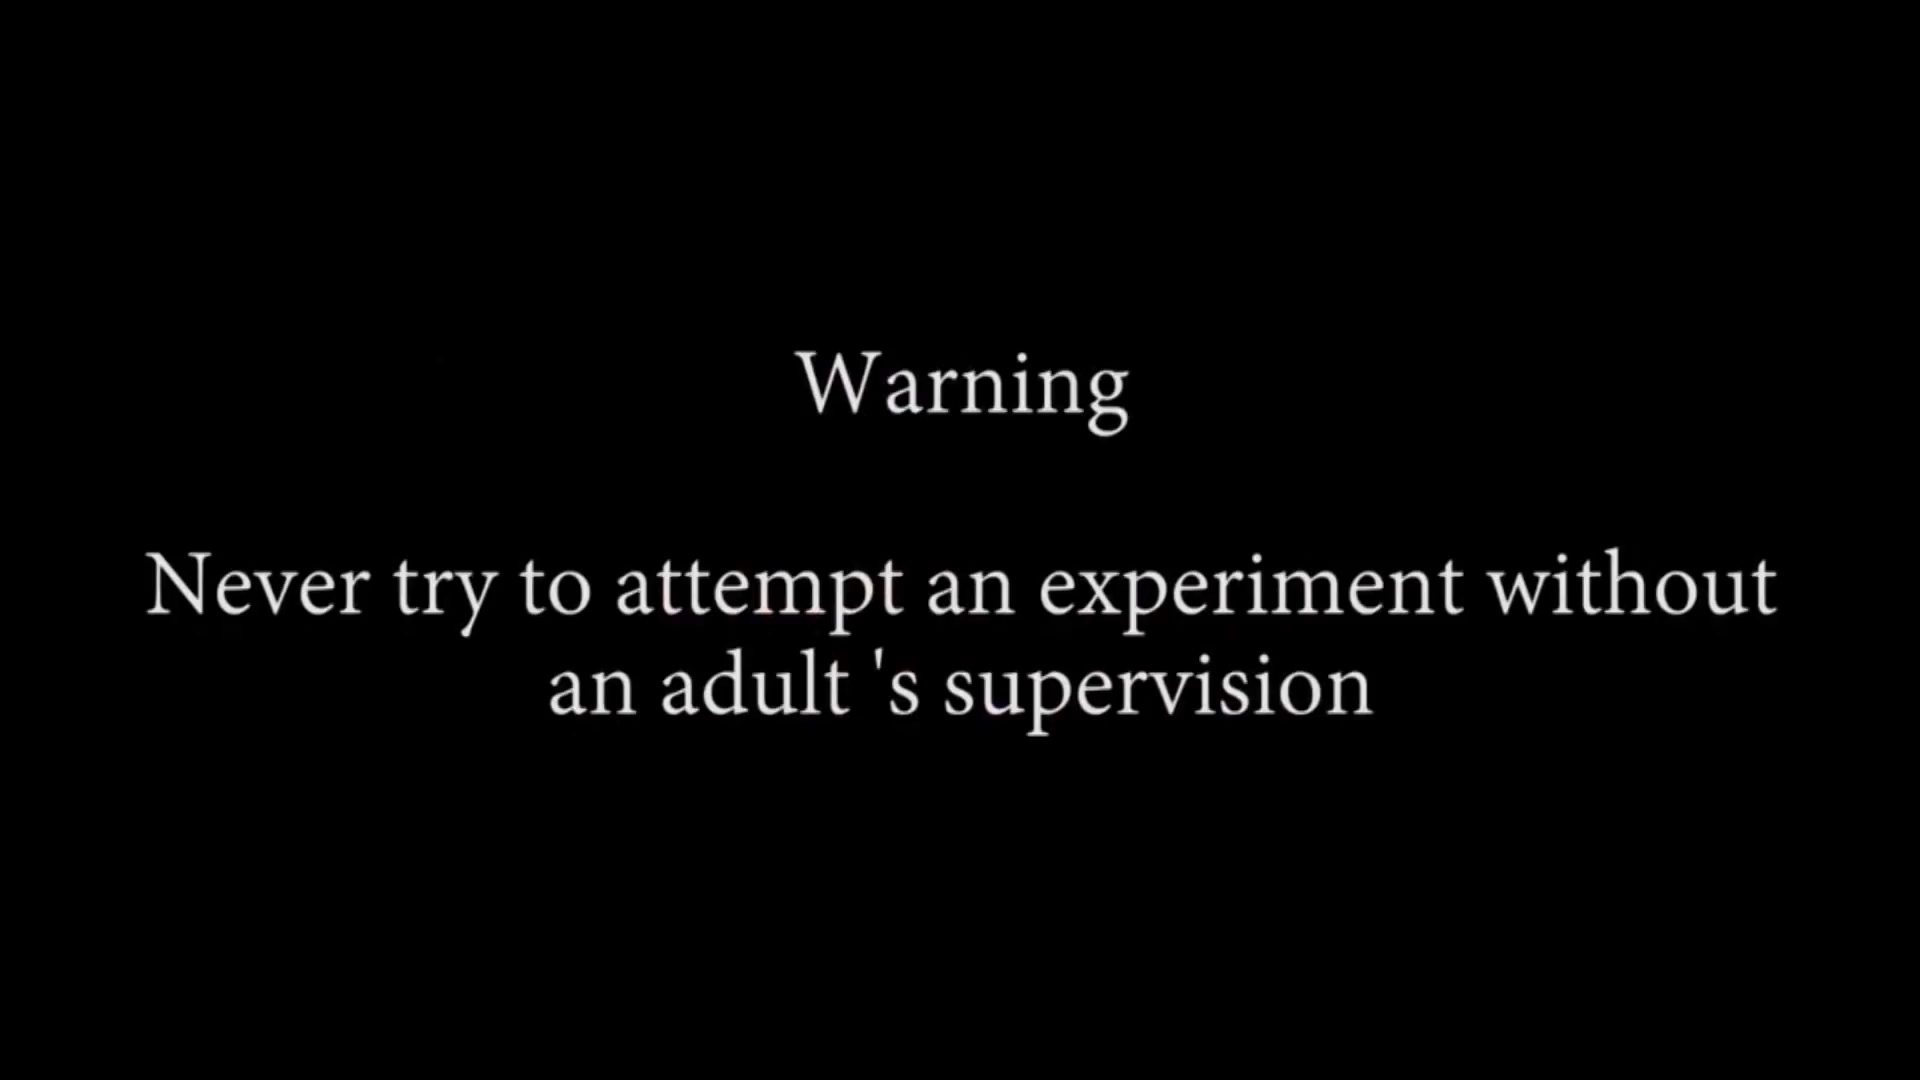 Warning
Never try to attempt an experiment without
an adult 's supervision